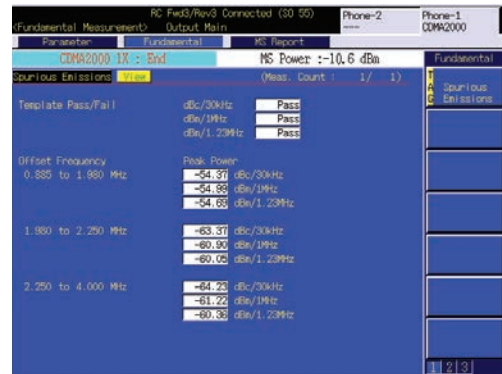 RC Fwd3/Rev3 Connected (SO 55)
<Fundamental Measurement> Output Main
Phone-2
----
Phone-1
CDMA2000
Parameter Fundamental MS Report
CDMA2000 1X : End MS Power :-10.6 dBm
Fundamental
Spurious Emissions View (Meas. Count : 1/ 1)
TAG Spurious Emissions
Template Pass/Fail dBc/30kHz Pass
dBm/1MHz Pass
dBm/1.23MHz Pass
Offset Frequency Peak Power
0.885 to 1.980 MHz -54.37 dBc/30kHz
-54.99 dBm/1MHz
-54.69 dBm/1.23MHz
1.980 to 2.250 MHz -63.37 dBc/30kHz
-60.90 dBm/1MHz
-60.05 dBm/1.23MHz
2.250 to 4.000 MHz -64.23 dBc/30kHz
-61.22 dBm/1MHz
-60.36 dBm/1.23MHz
1 2 3